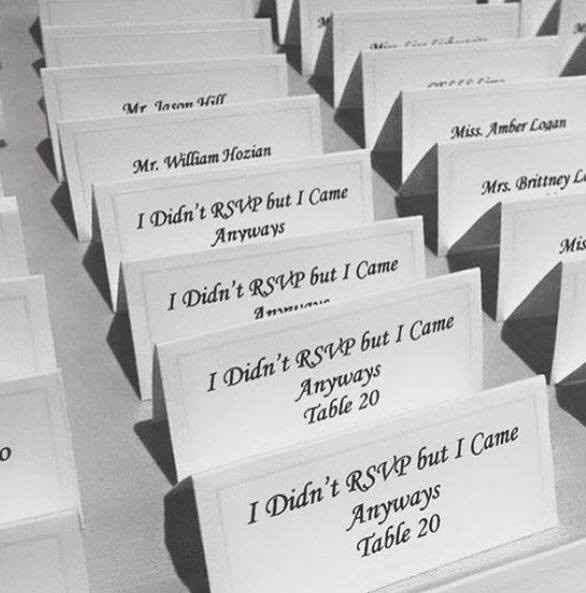 Mr. Jason Hill
Mr. William Hozian
I Didn't RSVP but I Came
Anyways
I Didn't RSVP but I Came
Anyways
I Didn't RSVP but I Came
Anyways
Table 20
I Didn't RSVP but I Came
Anyways
Table 20
Miss. Amber Logan
Mrs. Brittney